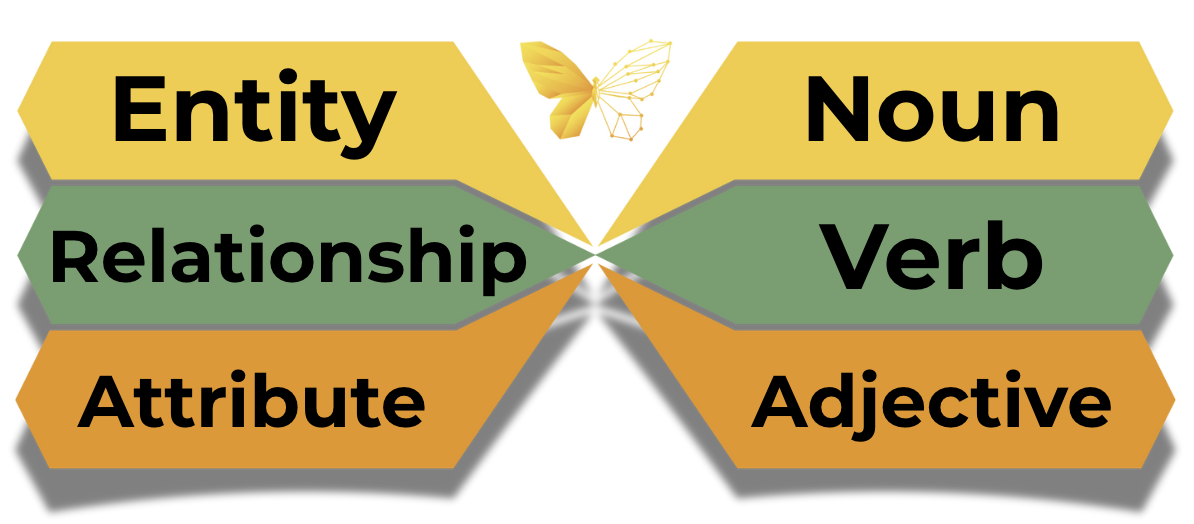 Entity
Noun
Relationship
Verb
Attribute
Adjective